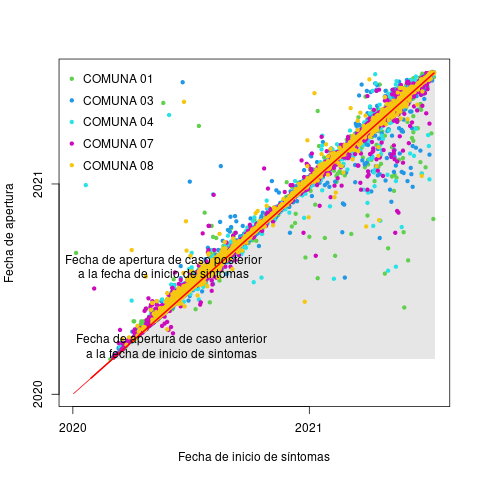 COMUNA 01
COMUNA 03
COMUNA 04
COMUNA 07
COMUNA 08
Fecha de apertura
2021
2020
Fecha de apertura de caso posterior
a la fecha de inicio de sintomas
Fecha de apertura de caso anterior
a la fecha de inicio de sintomas
2020
2021
Fecha de inicio de síntomas